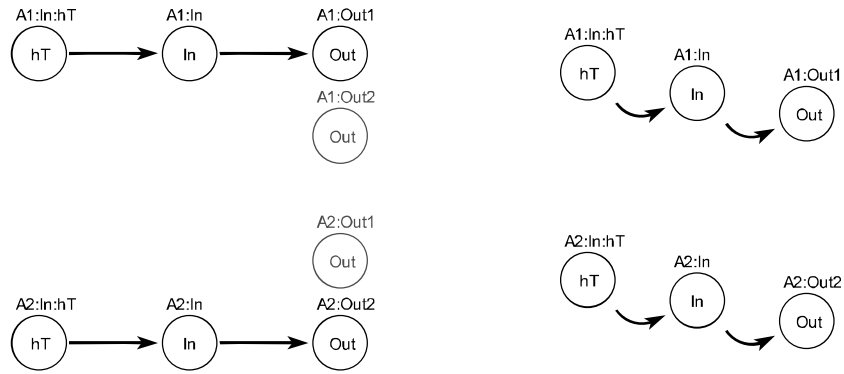 A1:In:hT
A1:In
A1:Out1
hT
In
Out
A1:Out2
Out
A2:Out1
Out
A2:In:hT
A2:In
A2:Out2
hT
In
Out
A1:In:hT
hT
A1:In
In
A1:Out1
Out
A2:In:hT
hT
A2:In
In
A2:Out2
Out